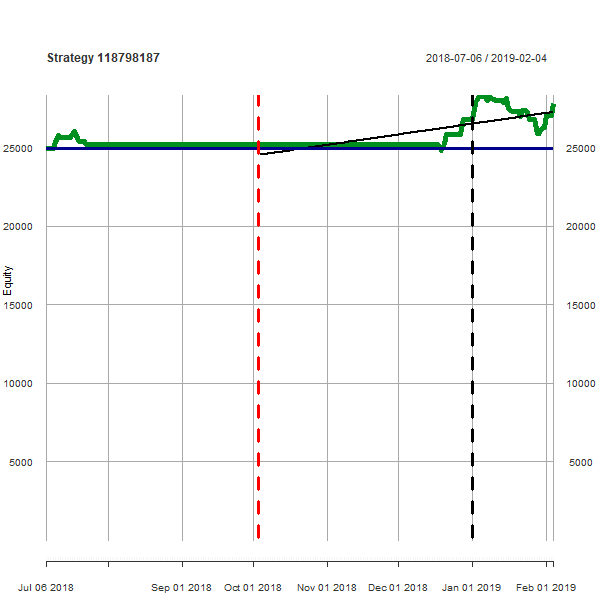 Strategy 118798187
2018-07-06 / 2019-02-04
25000 25000
20000 20000
Equity
15000 15000
10000 10000
5000 5000
Jul 06 2018 Sep 01 2018 Oct 01 2018 Nov 01 2018 Dec 01 2018 Jan 01 2019 Feb 01 2019